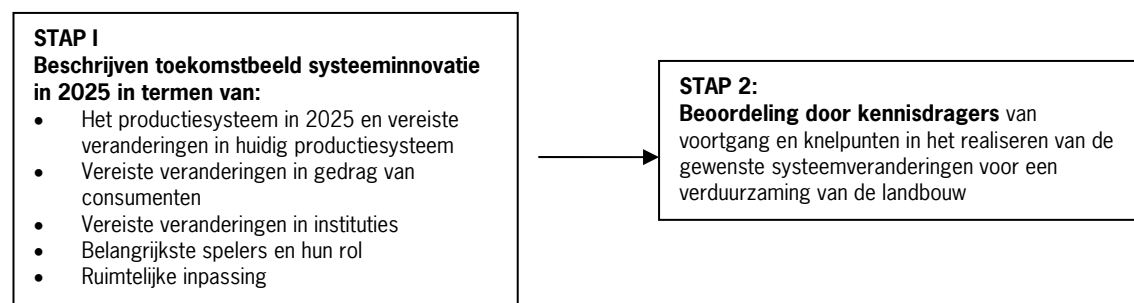 STAP I
Beschrijven toekomstbeeld systeeminnovatie
in 2025 in termen van:
• Het productiesysteem in 2025 en vereiste
veranderingen in huidig productiesysteem
• Vereiste veranderingen in gedrag van
consumenten
• Vereiste veranderingen in instituties
• Belangrijkste spelers en hun rol
• Ruimtelijke inpassing
STAP 2:
Beoordeling door kennisdragers van
voortgang en knelpunten in het realiseren van de
gewenste systeemveranderingen voor een
verduurzaming van de landbouw